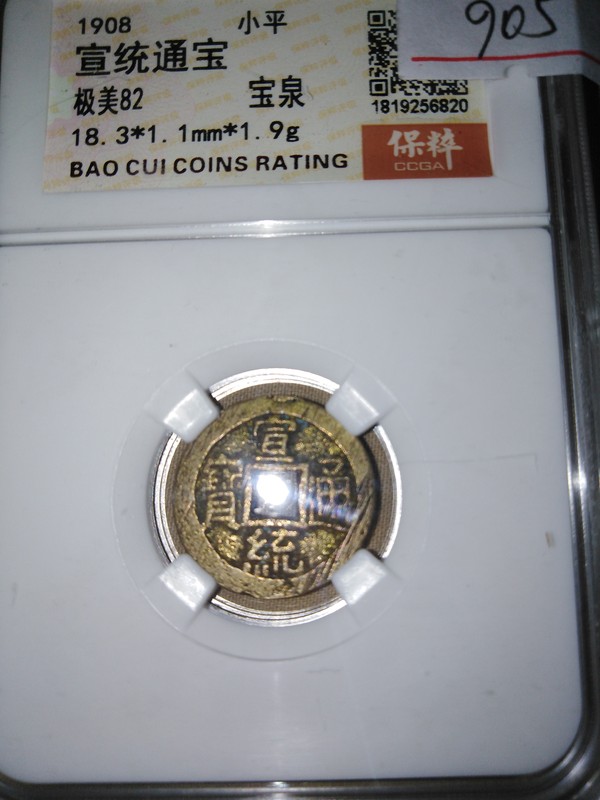 905
1908 小平
宣统通宝
极美82 宝泉
1819256820
18.3*1.1mm*1.9g
BAO CUI COINS RATING
保粹
CCGA
宣
寶 通
統